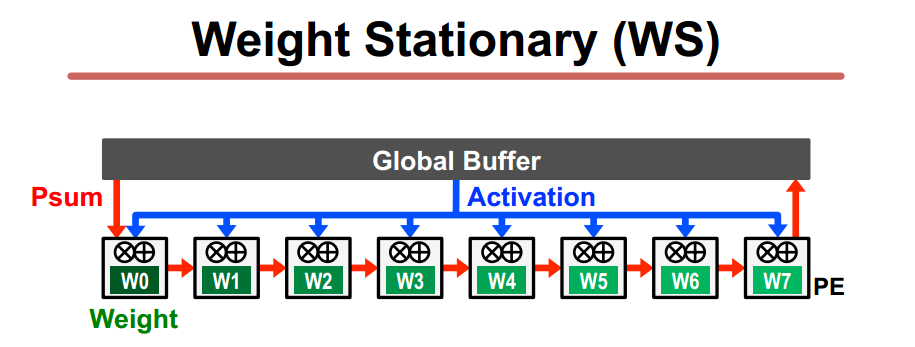 Weight Stationary (WS)
Global Buffer
Psum
Activation
W0 W1 W2 W3 W4 W5 W6 W7
PE
Weight